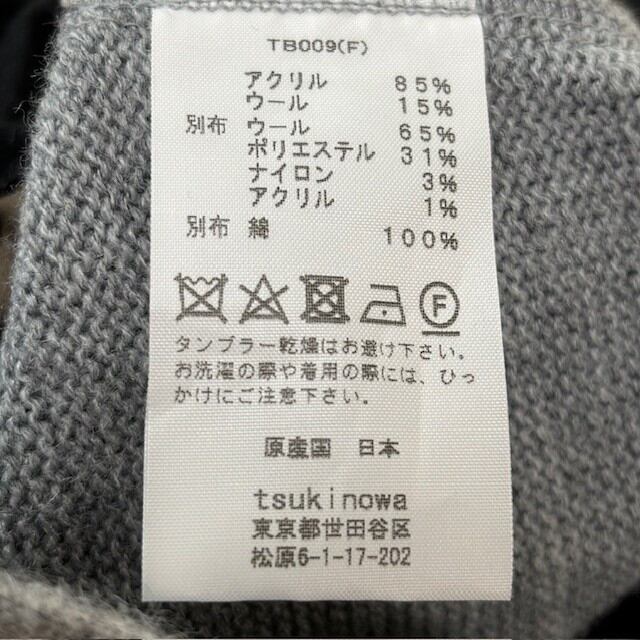 TB009(F)
アクリル 85%
ウール 15%
別布 ウール 65%
ポリエステル 31%
ナイロン 3%
アクリル 1%
別布 綿 100%
F
タンブラー乾燥はお避け下さい。
お洗濯の際や着用の際には、ひっ
かけにご注意下さい。
原産国 日本
tsukinowa
東京都世田谷区
松原6-1-17-202